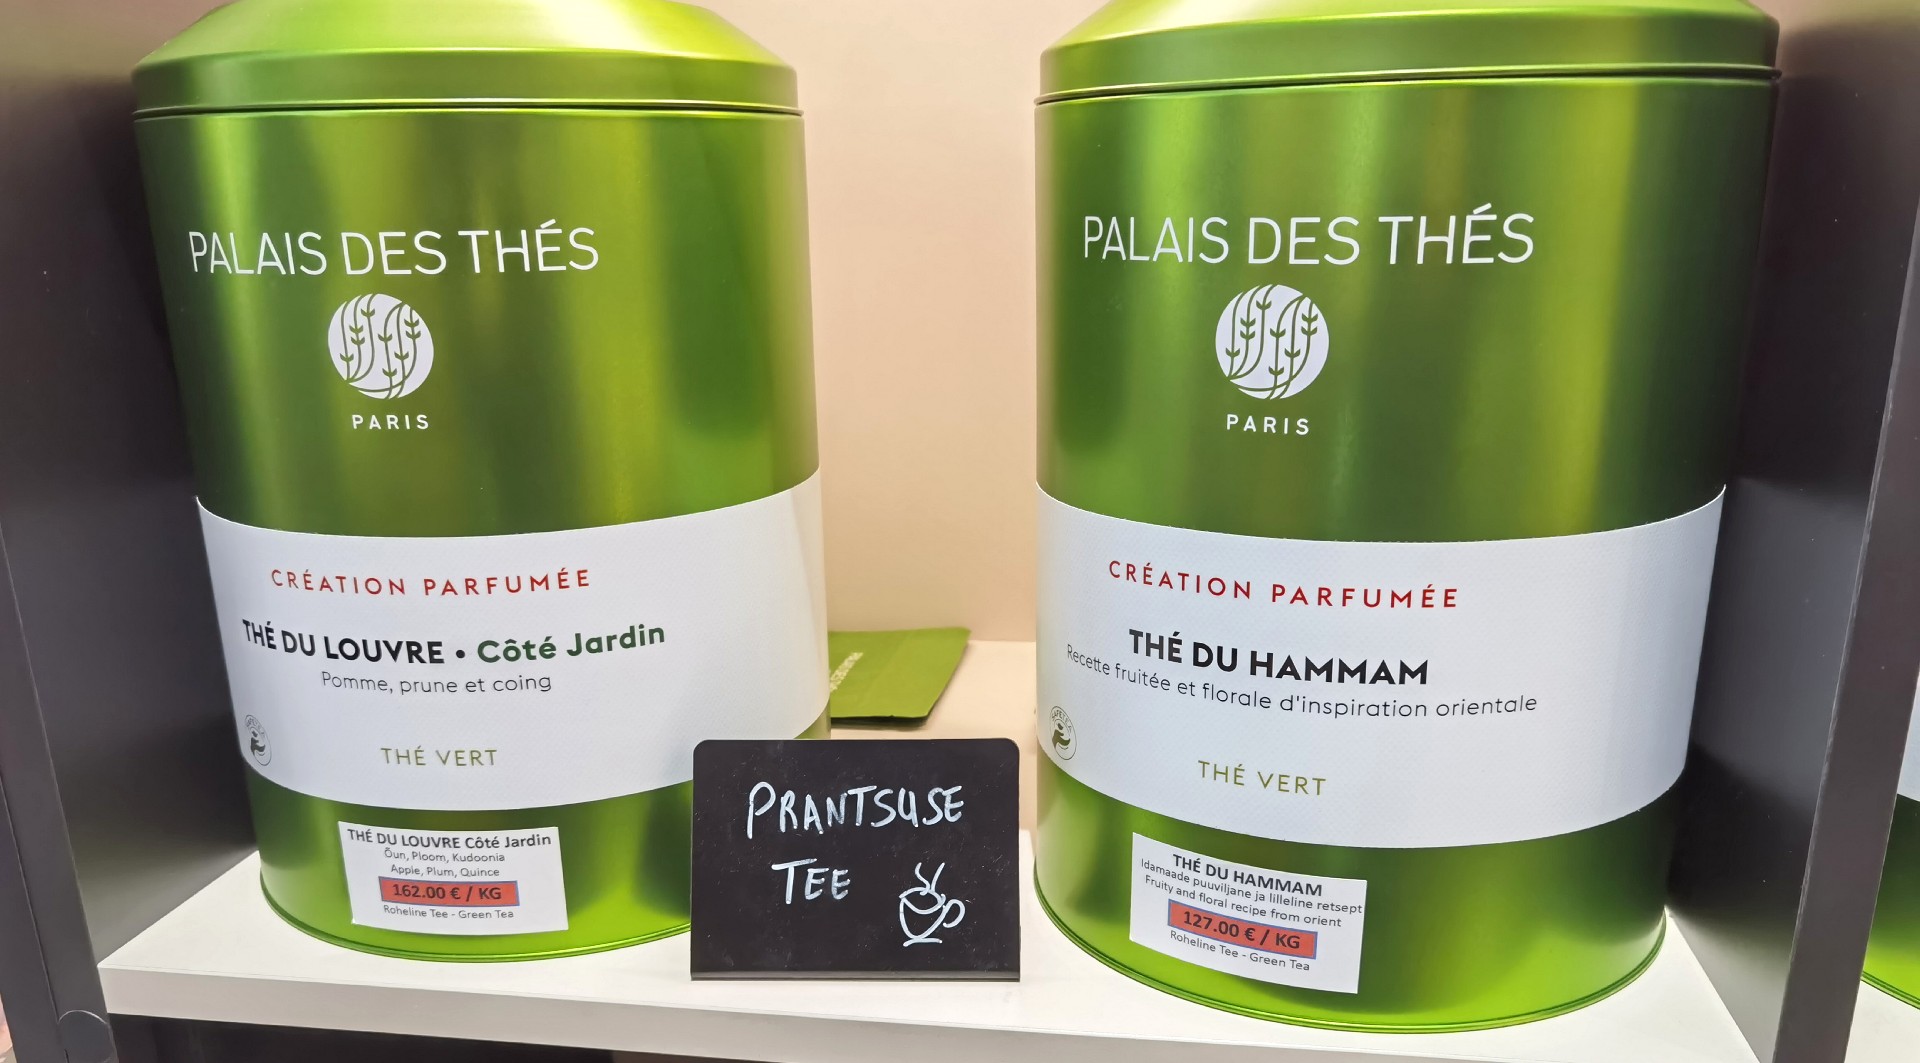 PALAIS DES THÉS
PARIS
CRÉATION PARFUMÉE
THÉ DU LOUVRE • Côté Jardin
Pomme, prune et coing
THÉ VERT
THÉ DU LOUVRE Côté Jardin
Õun, Ploom, Kudoonia
Apple, Plum, Quince
162.00 € / KG
Roheline Tee - Green Tea
PRANTSUSE
TEE
PALAIS DES THÉS
PARIS
CRÉATION PARFUMÉE
THÉ DU HAMMAM
Recette fruitée et florale d'inspiration orientale
THÉ VERT
THÉ DU HAMMAM
Idamaade puuviljane ja lilleline retsept
Fruity and floral recipe from orient
127.00 € / KG
Roheline Tee - Green Tea